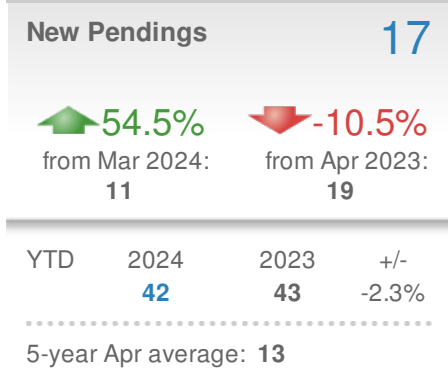 New Pendings 17
54.5% -10.5%
from Mar 2024: from Apr 2023:
11 19
YTD 2024 2023 +/-
42 43 -2.3%
5-year Apr average: 13